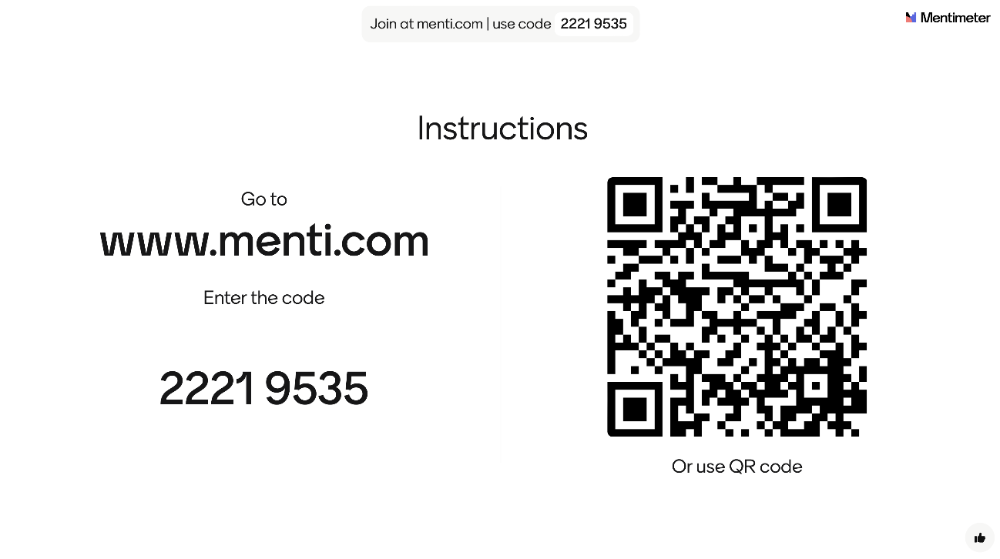 Join at menti.com | use code 2221 9535
Mentimeter
Instructions
Go to
www.menti.com
Enter the code
2221 9535
Or use QR code